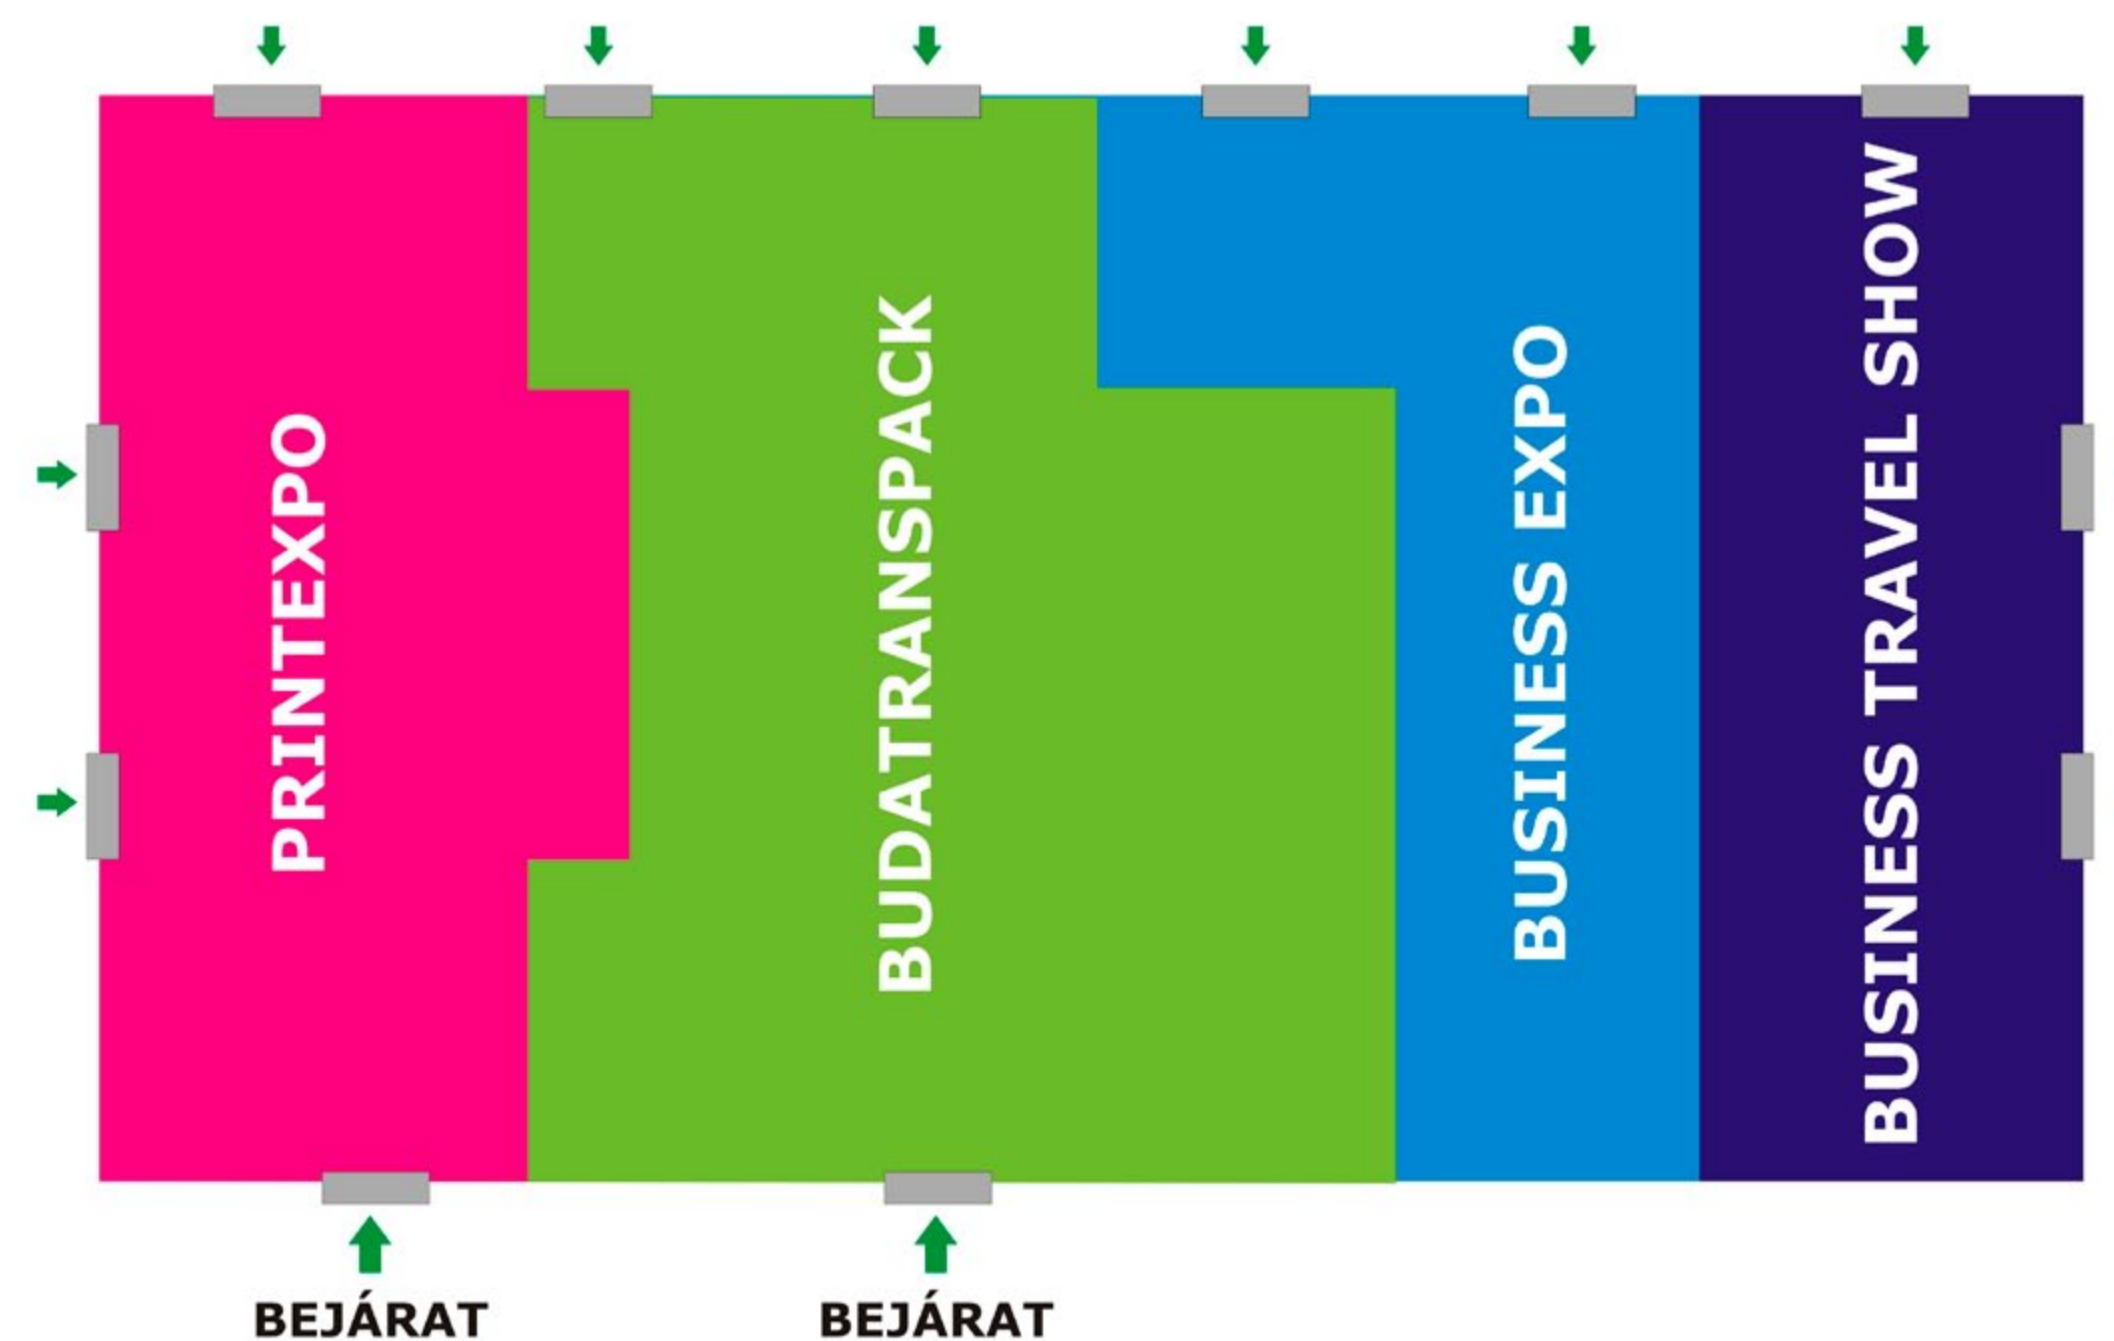 PRINTEXPO
BUDATRANSPACK
BUSINESS EXPO
BUSINESS TRAVEL SHOW
BEJÁRAT
BEJÁRAT